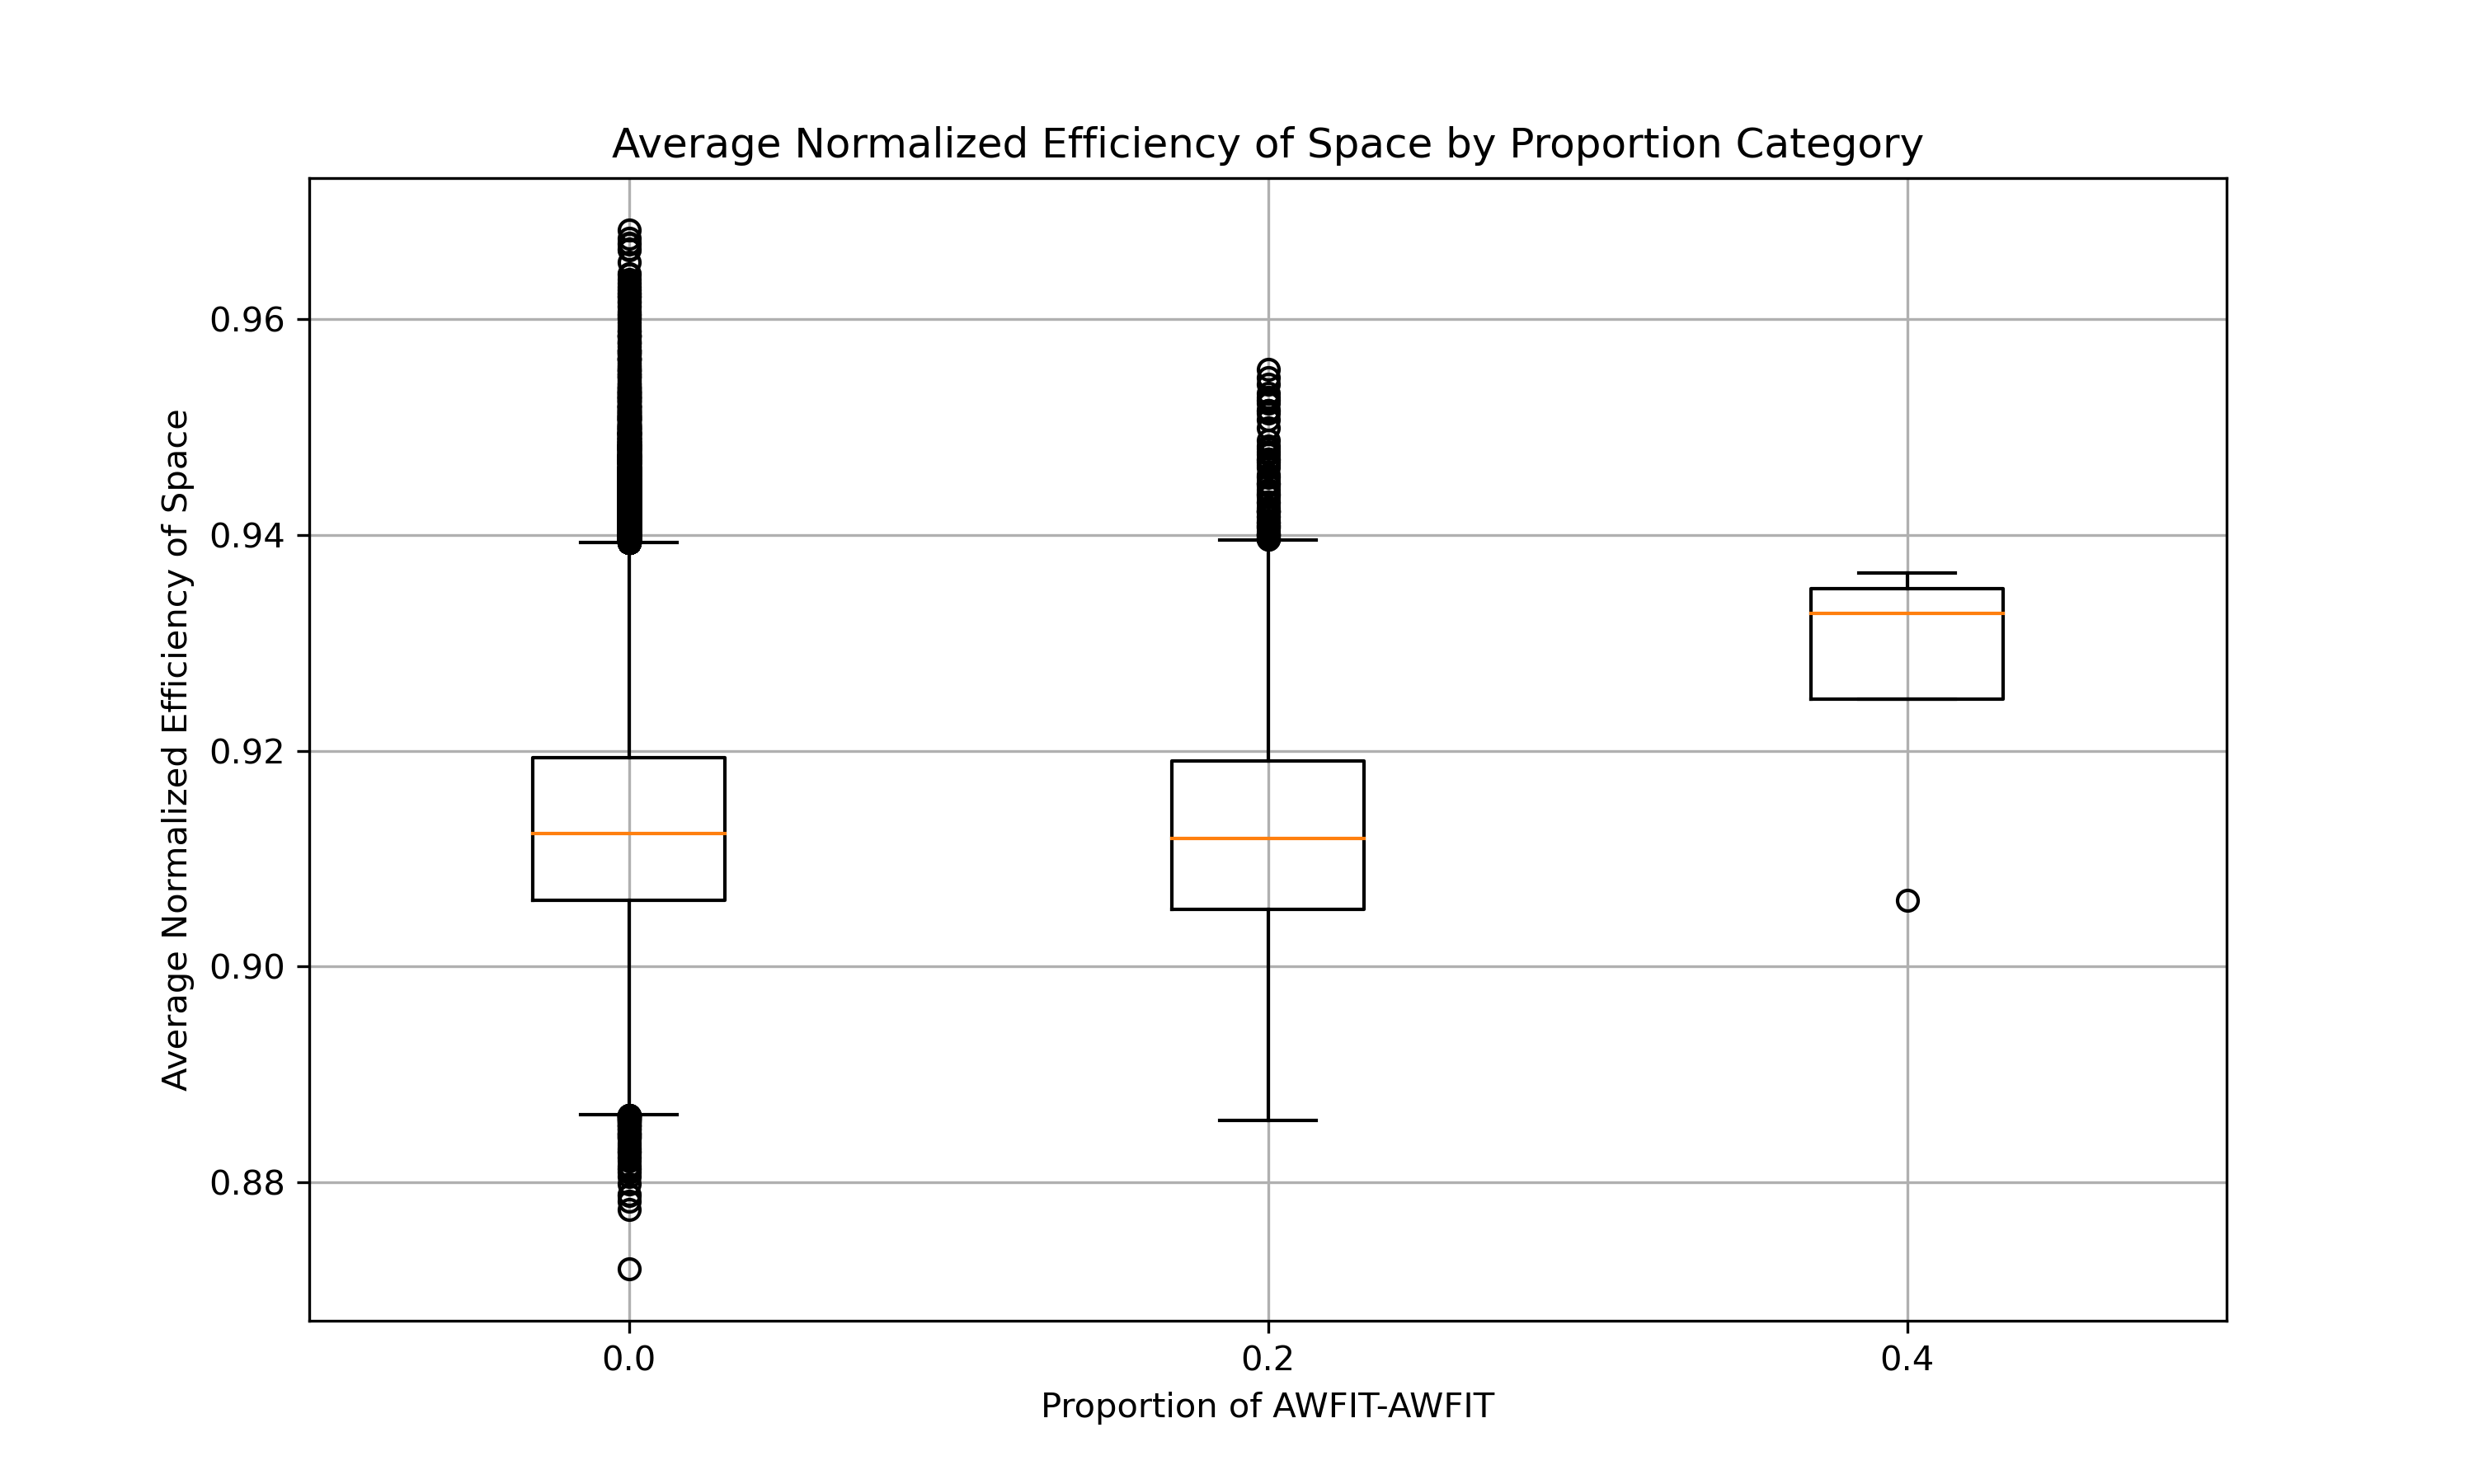 Average Normalized Efficiency of Space by Proportion Category
Average Normalized Efficiency of Space
0.96
0.94
0.92
0.90
0.88
0.0
0.2
0.4
Proportion of AWFIT-AWFIT